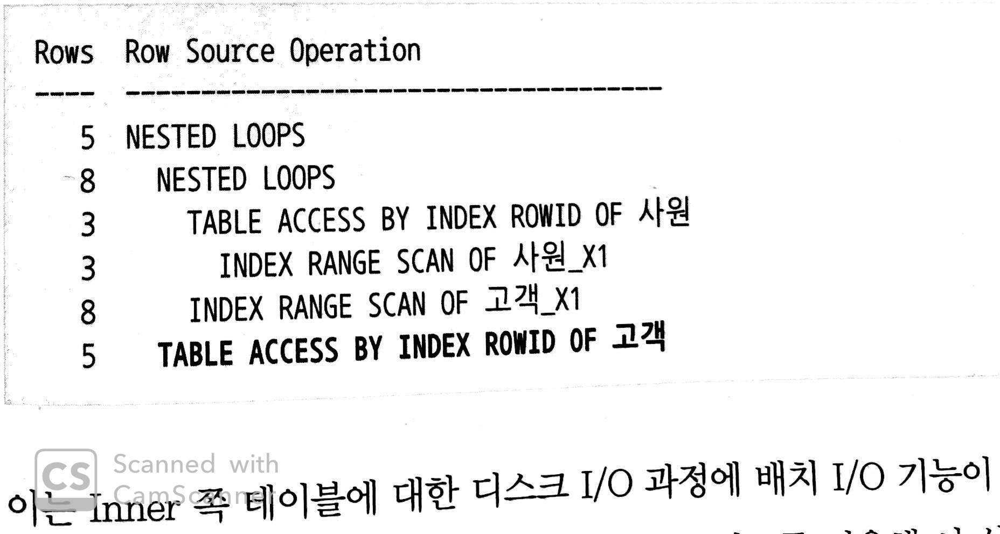 Rows  Row Source Operation
----  -------------------------------------
5  NESTED LOOPS
8    NESTED LOOPS
3      TABLE ACCESS BY INDEX ROWID OF 사원
3        INDEX RANGE SCAN OF 사원_X1
8      INDEX RANGE SCAN OF 고객_X1
5    TABLE ACCESS BY INDEX ROWID OF 고객
Scanned with
CamScanner
CS
이는 Inner 쪽 테이블에 대한 디스크 I/O 과정에 배치 I/O 기능이